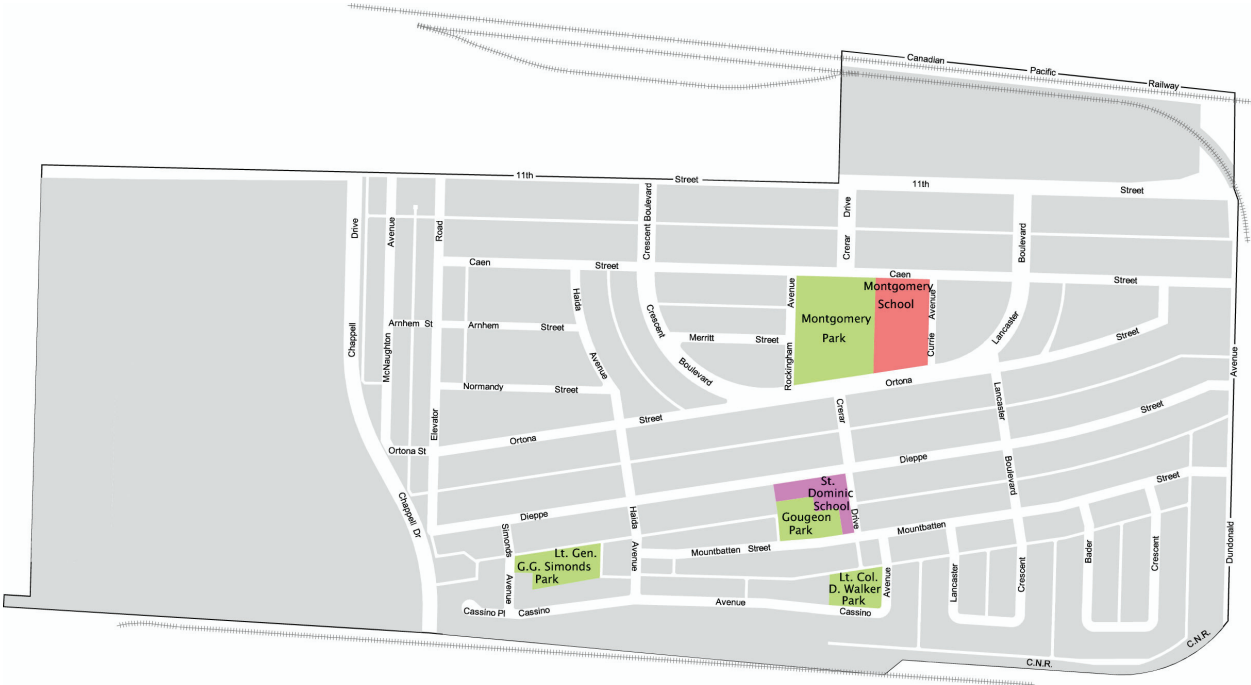 Canadian Pacific Railway
11th Street
11th Street
Drive
Avenue
Road
Crescent Boulevard
Crerar Drive
Boulevard
Caen Street
Caen Street
Haida
Avenue
Crescent
Boulevard
Avenue
Rockingham
Montgomery
School
Montgomery
Park
Avenue
Currie
Lancaster
Street
Chappell
McNaughton
Arnhem St
Arnhem Street
Merritt Street
Normandy Street
Elevator
Ortona
Avenue
Lancaster
Boulevard
Crerar
Drive
Street
Ortona
Ortona St
Street
Dieppe
Street
Chappell Dr
Dieppe
Simonds
Avenue
Haida
Avenue
St.
Dominic
School
Gougeon
Park
Mountbatten
Mountbatten Street
Lt. Gen.
G.G. Simonds
Park
Lt. Col.
D. Walker
Park
Avenue
Lancaster
Crescent
Bader
Crescent
Dundonald
Cassino Pl
Cassino
Avenue
Cassino
C.N.R.
C.N.R.